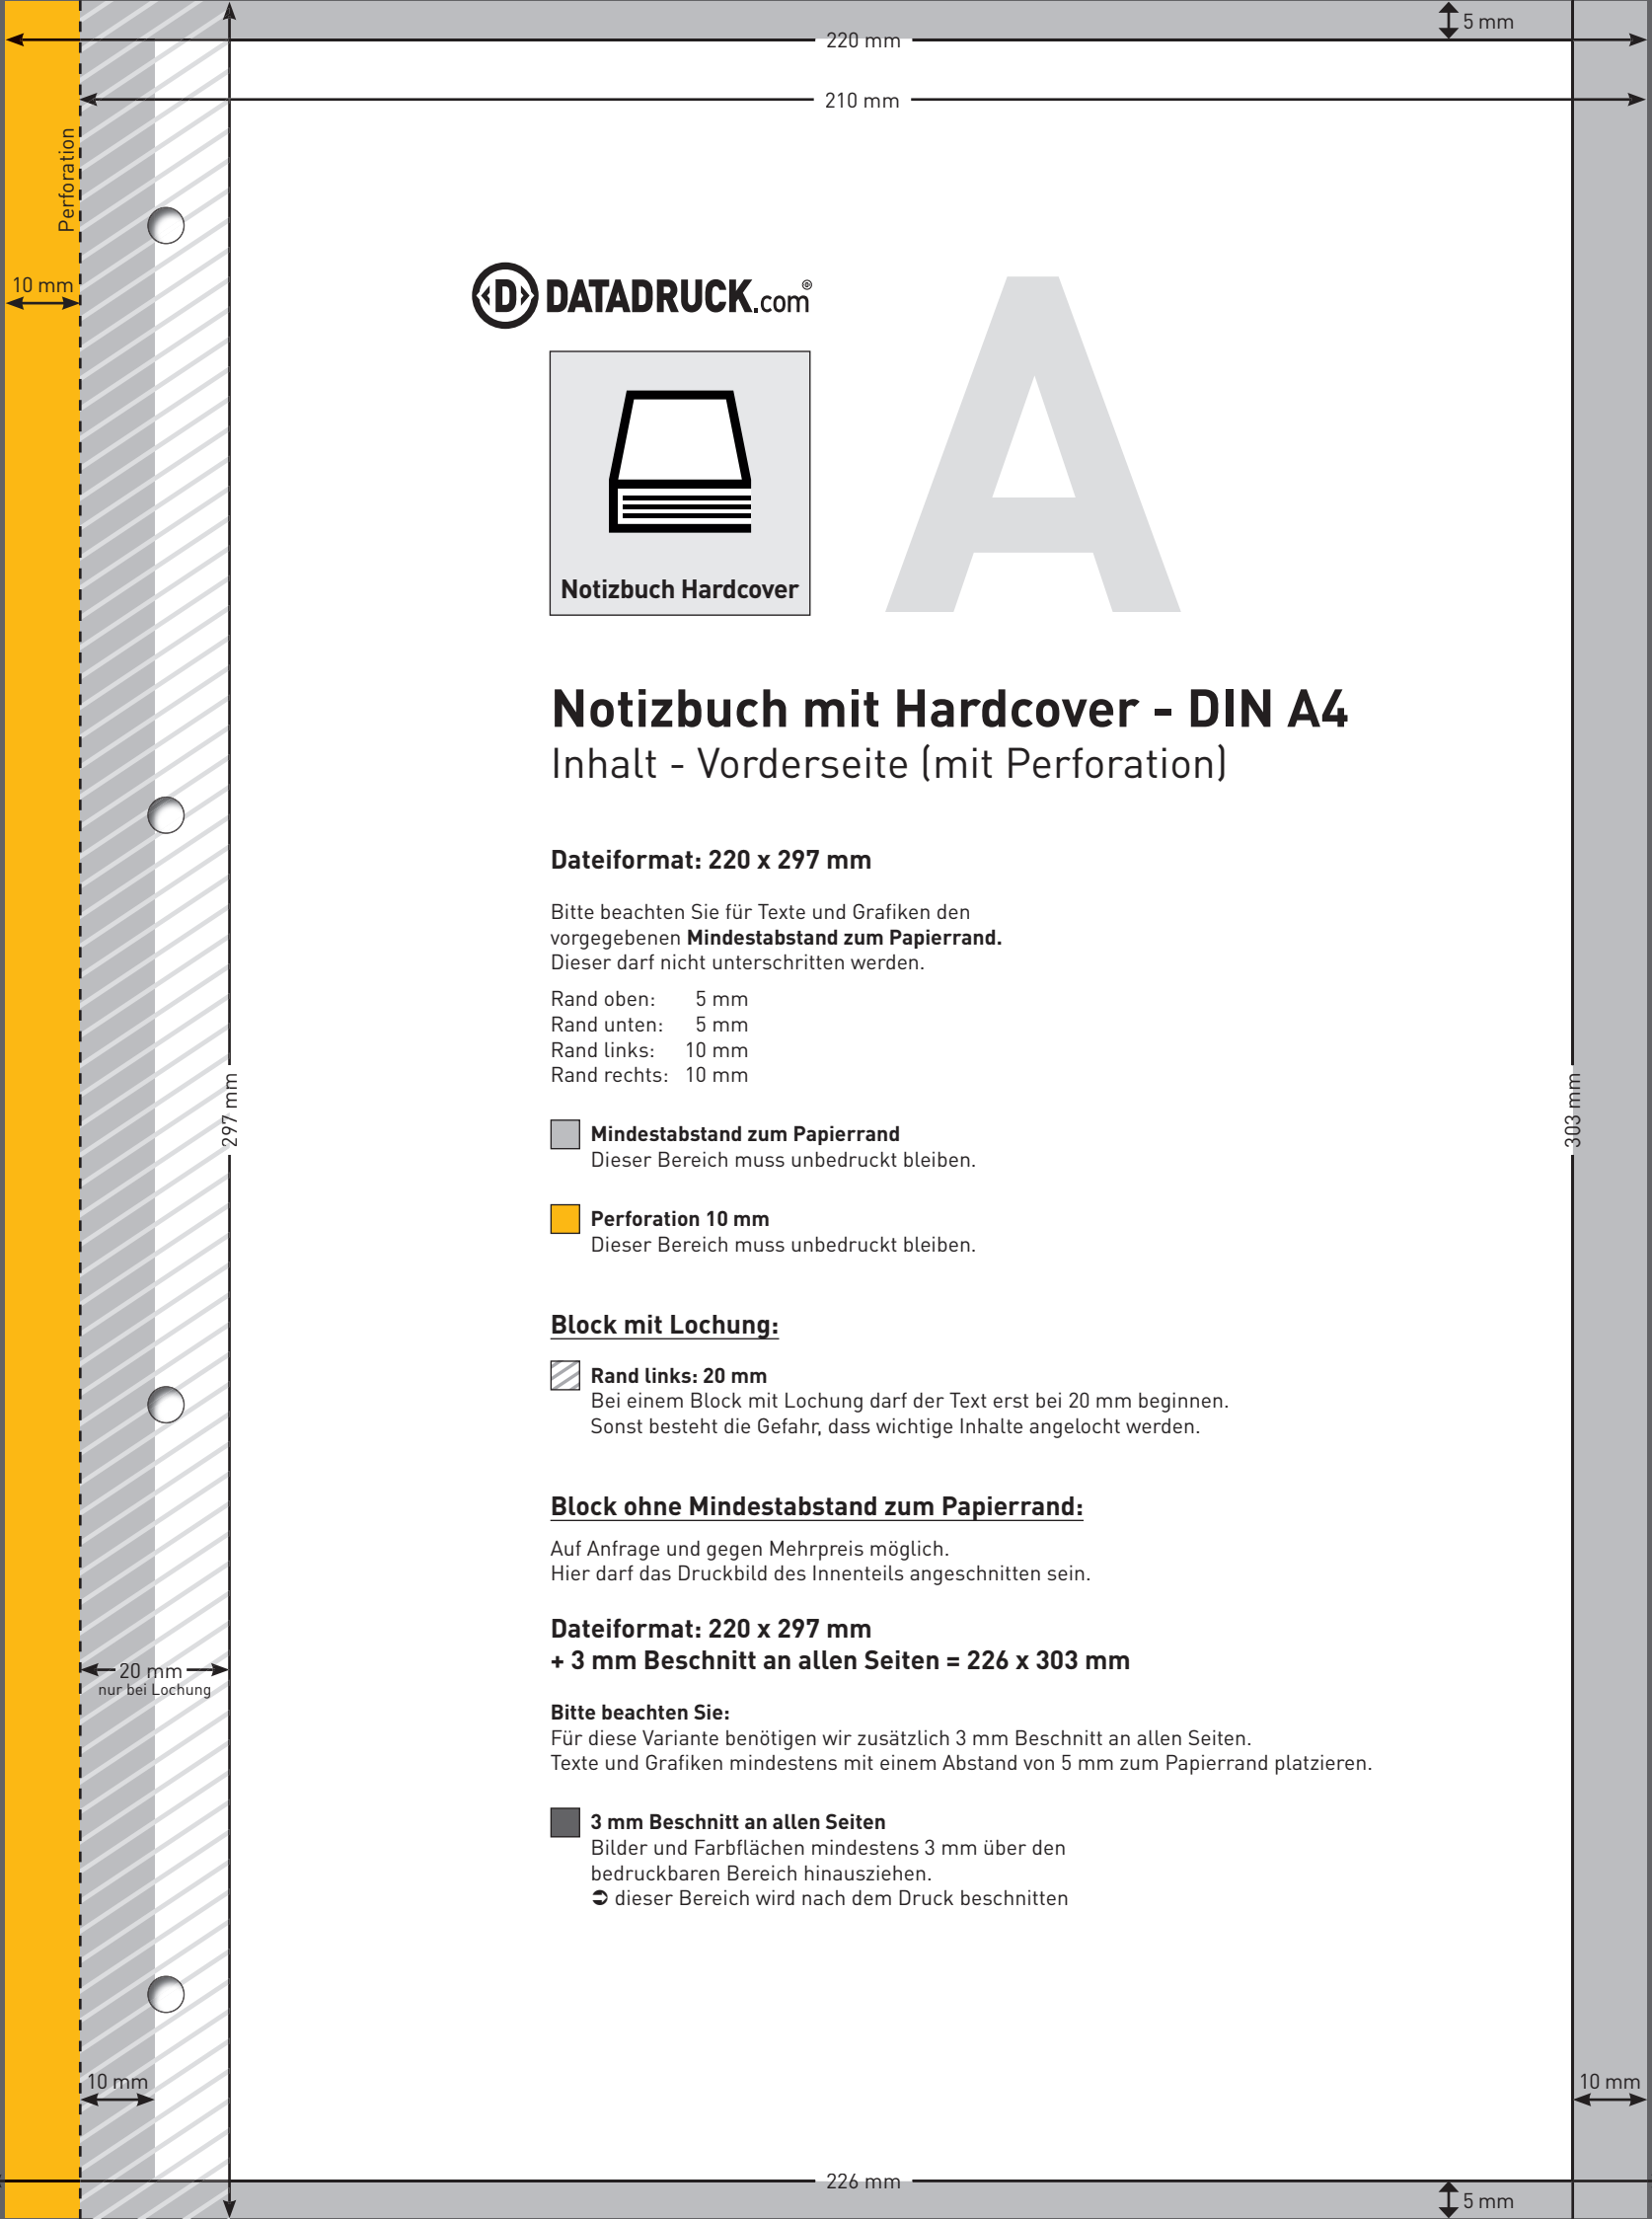 5 mm
220 mm
210 mm
Perforation
10 mm
D DATADRUCK.com®
A
Notizbuch Hardcover
Notizbuch mit Hardcover - DIN A4
Inhalt - Vorderseite (mit Perforation)
Dateiformat: 220 x 297 mm
Bitte beachten Sie für Texte und Grafiken den
vorgegebenen Mindestabstand zum Papierrand.
Dieser darf nicht unterschritten werden.
Rand oben: 5 mm
Rand unten: 5 mm
Rand links: 10 mm
Rand rechts: 10 mm
297 mm
303 mm
Mindestabstand zum Papierrand
Dieser Bereich muss unbedruckt bleiben.
Perforation 10 mm
Dieser Bereich muss unbedruckt bleiben.
Block mit Lochung:
Rand links: 20 mm
Bei einem Block mit Lochung darf der Text erst bei 20 mm beginnen.
Sonst besteht die Gefahr, dass wichtige Inhalte angelocht werden.
Block ohne Mindestabstand zum Papierrand:
Auf Anfrage und gegen Mehrpreis möglich.
Hier darf das Druckbild des Innenteils angeschnitten sein.
Dateiformat: 220 x 297 mm
+ 3 mm Beschnitt an allen Seiten = 226 x 303 mm
20 mm
nur bei Lochung
Bitte beachten Sie:
Für diese Variante benötigen wir zusätzlich 3 mm Beschnitt an allen Seiten.
Texte und Grafiken mindestens mit einem Abstand von 5 mm zum Papierrand platzieren.
3 mm Beschnitt an allen Seiten
Bilder und Farbflächen mindestens 3 mm über den
bedruckbaren Bereich hinausziehen.
➲ dieser Bereich wird nach dem Druck beschnitten
10 mm
10 mm
226 mm
5 mm